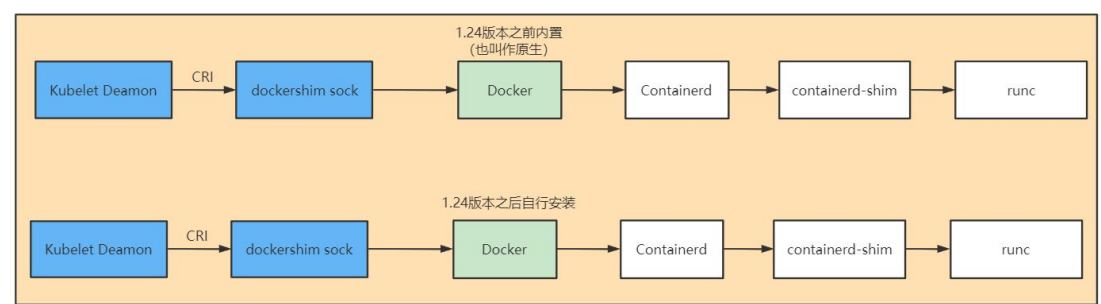 1.24版本之前内置
(也叫作原生)
Kubelet Deamon
CRI
dockershim sock
Docker
Containerd
containerd-shim
runc
1.24版本之后自行安装
Kubelet Deamon
CRI
dockershim sock
Docker
Containerd
containerd-shim
runc